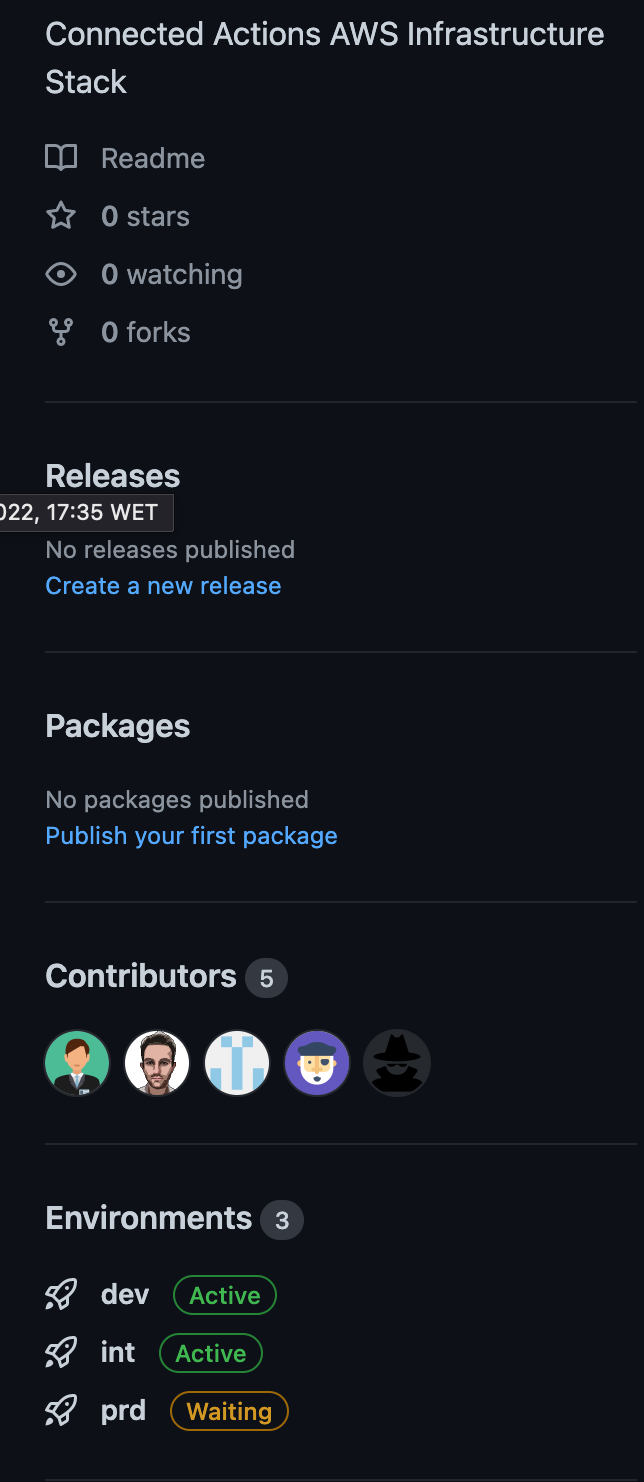 Connected Actions AWS Infrastructure
Stack
Readme
0 stars
0 watching
0 forks
Releases
22, 17:35 WET
No releases published
Create a new release
Packages
No packages published
Publish your first package
Contributors 5
Environments 3
dev Active
int Active
prd Waiting